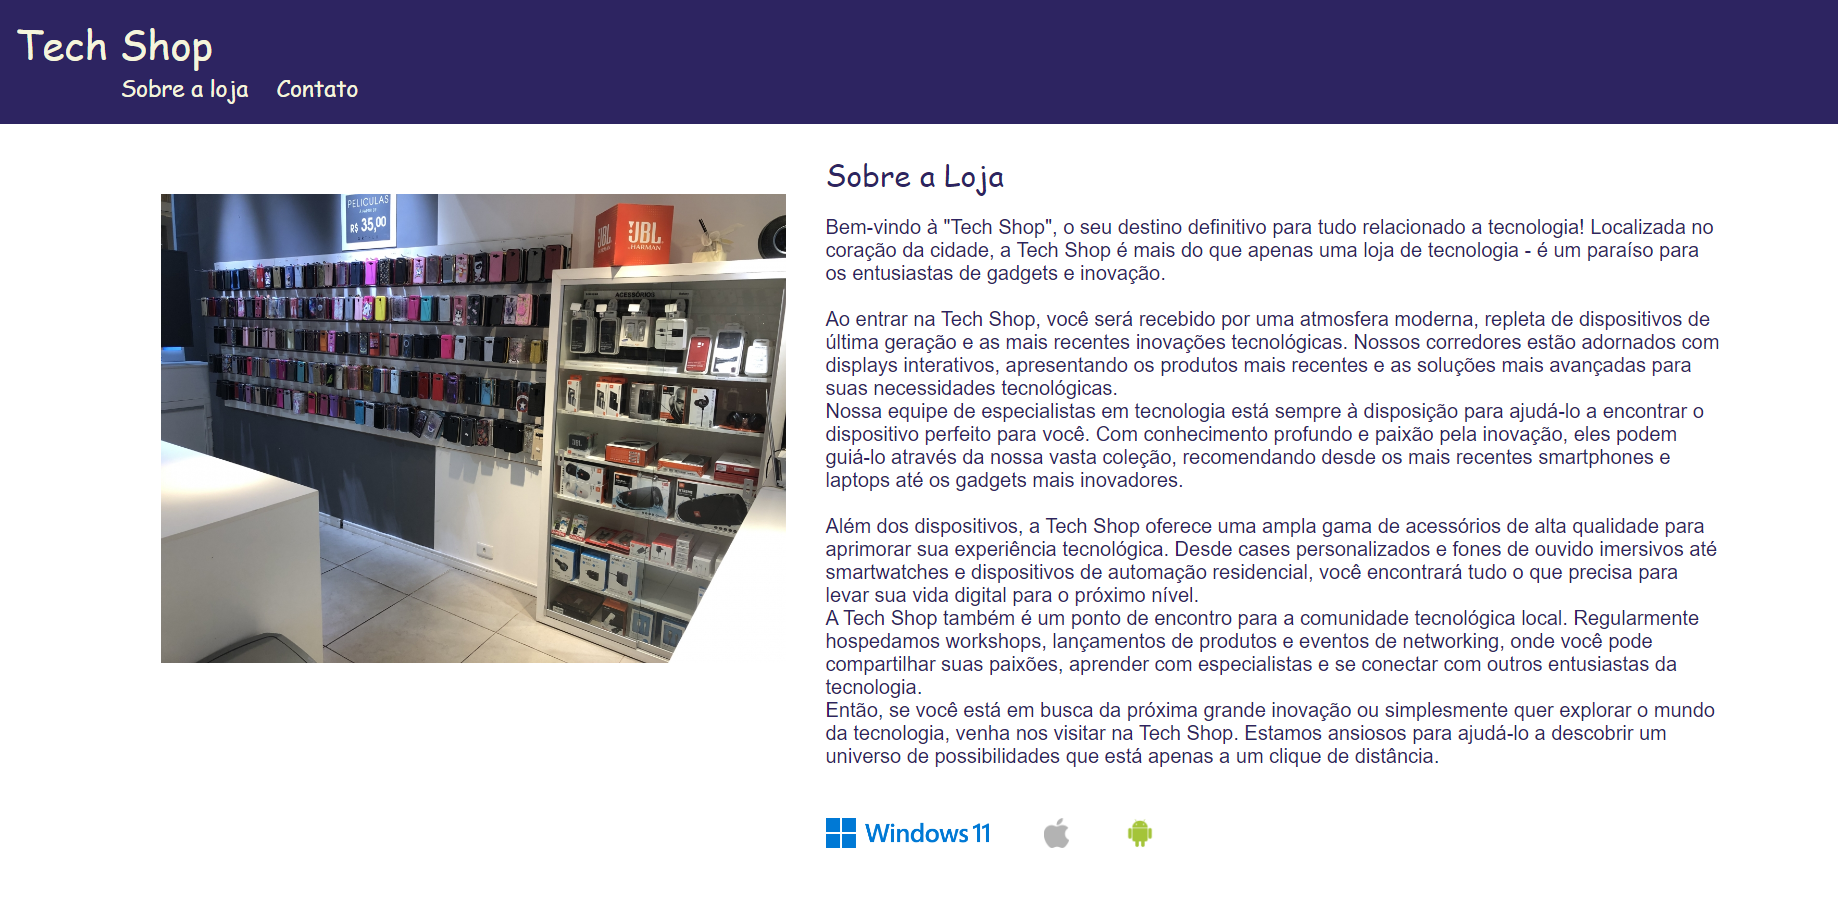 Tech Shop
Sobre a loja Contato
PELICULAS
R$ 35,00
JBL
JBL
HARMAN
ACESSÓRIOS
Sobre a Loja
Bem-vindo à "Tech Shop", o seu destino definitivo para tudo relacionado a tecnologia! Localizada no
coração da cidade, a Tech Shop é mais do que apenas uma loja de tecnologia - é um paraíso para
os entusiastas de gadgets e inovação.
Ao entrar na Tech Shop, você será recebido por uma atmosfera moderna, repleta de dispositivos de
última geração e as mais recentes inovações tecnológicas. Nossos corredores estão adornados com
displays interativos, apresentando os produtos mais recentes e as soluções mais avançadas para
suas necessidades tecnológicas.
Nossa equipe de especialistas em tecnologia está sempre à disposição para ajudá-lo a encontrar o
dispositivo perfeito para você. Com conhecimento profundo e paixão pela inovação, eles podem
guiá-lo através da nossa vasta coleção, recomendando desde os mais recentes smartphones e
laptops até os gadgets mais inovadores.
Além dos dispositivos, a Tech Shop oferece uma ampla gama de acessórios de alta qualidade para
aprimorar sua experiência tecnológica. Desde cases personalizados e fones de ouvido imersivos até
smartwatches e dispositivos de automação residencial, você encontrará tudo o que precisa para
levar sua vida digital para o próximo nível.
A Tech Shop também é um ponto de encontro para a comunidade tecnológica local. Regularmente
hospedamos workshops, lançamentos de produtos e eventos de networking, onde você pode
compartilhar suas paixões, aprender com especialistas e se conectar com outros entusiastas da
tecnologia.
Então, se você está em busca da próxima grande inovação ou simplesmente quer explorar o mundo
da tecnologia, venha nos visitar na Tech Shop. Estamos ansiosos para ajudá-lo a descobrir um
universo de possibilidades que está apenas a um clique de distância.
Windows 11